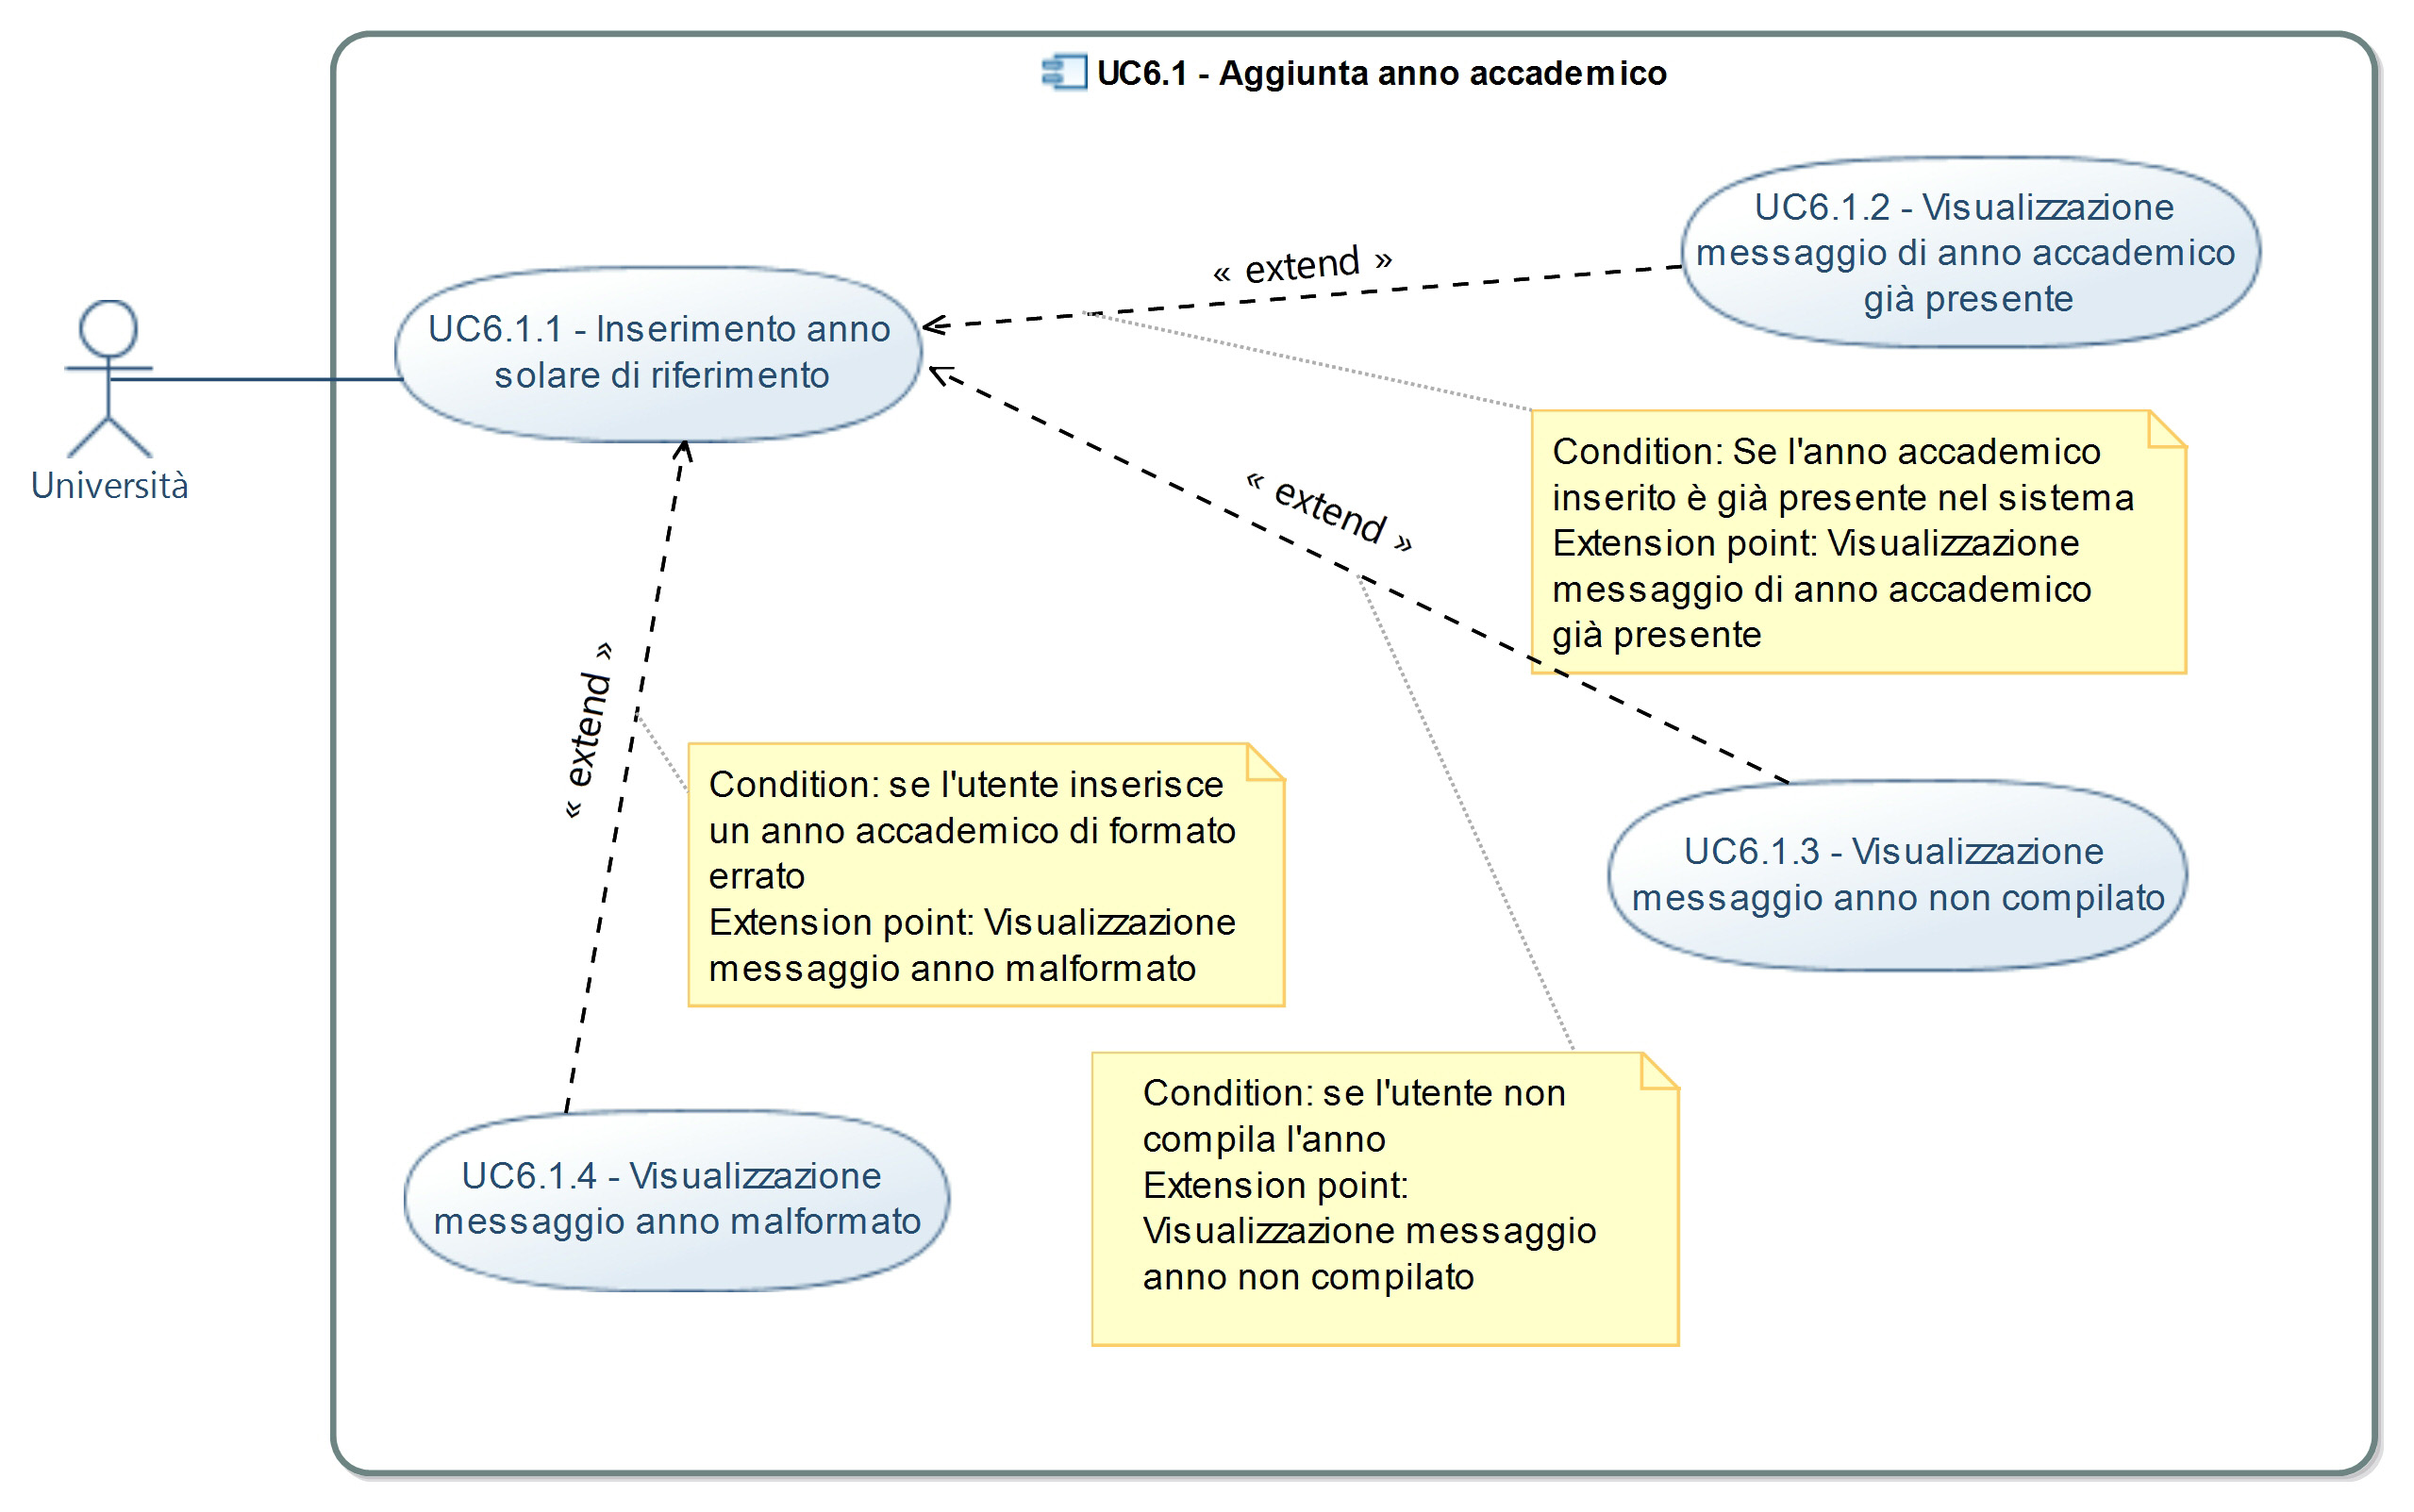 UC6.1 - Aggiunta anno accademico
UC6.1.2 - Visualizzazione
messaggio di anno accademico
già presente
« extend »
UC6.1.1 - Inserimento anno
solare di riferimento
Università
Condition: Se l'anno accademico
inserito è già presente nel sistema
Extension point: Visualizzazione
messaggio di anno accademico
già presente
« extend »
« extend »
Condition: se l'utente inserisce
un anno accademico di formato
errato
Extension point: Visualizzazione
messaggio anno malformato
UC6.1.3 - Visualizzazione
messaggio anno non compilato
Condition: se l'utente non
compila l'anno
Extension point:
Visualizzazione messaggio
anno non compilato
UC6.1.4 - Visualizzazione
messaggio anno malformato